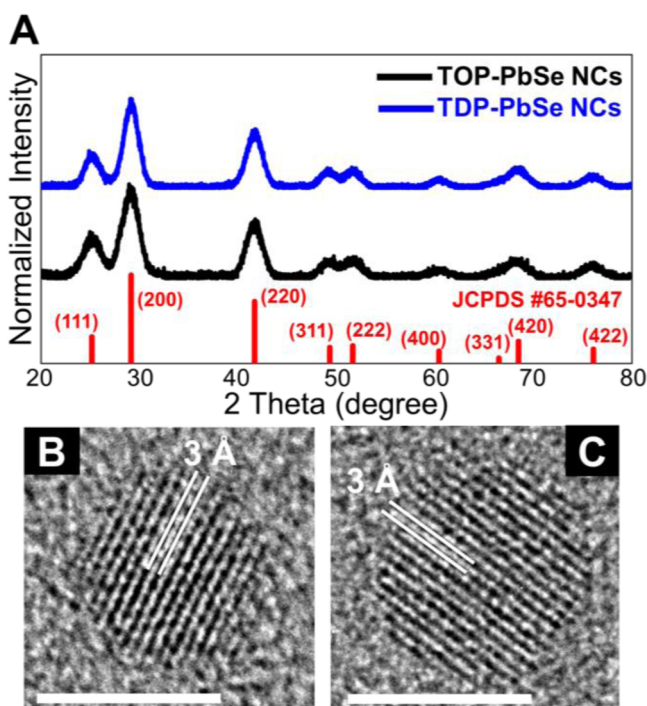 A
TOP-PbSe NCs
TDP-PbSe NCs
Normalized Intensity
JCPDS #65-0347
(111)
(200)
(220)
(311)
(222)
(400)
(331)
(420)
(422)
20 30 40 50 60 70 80
2 Theta (degree)
B
3 Å
C
3 Å